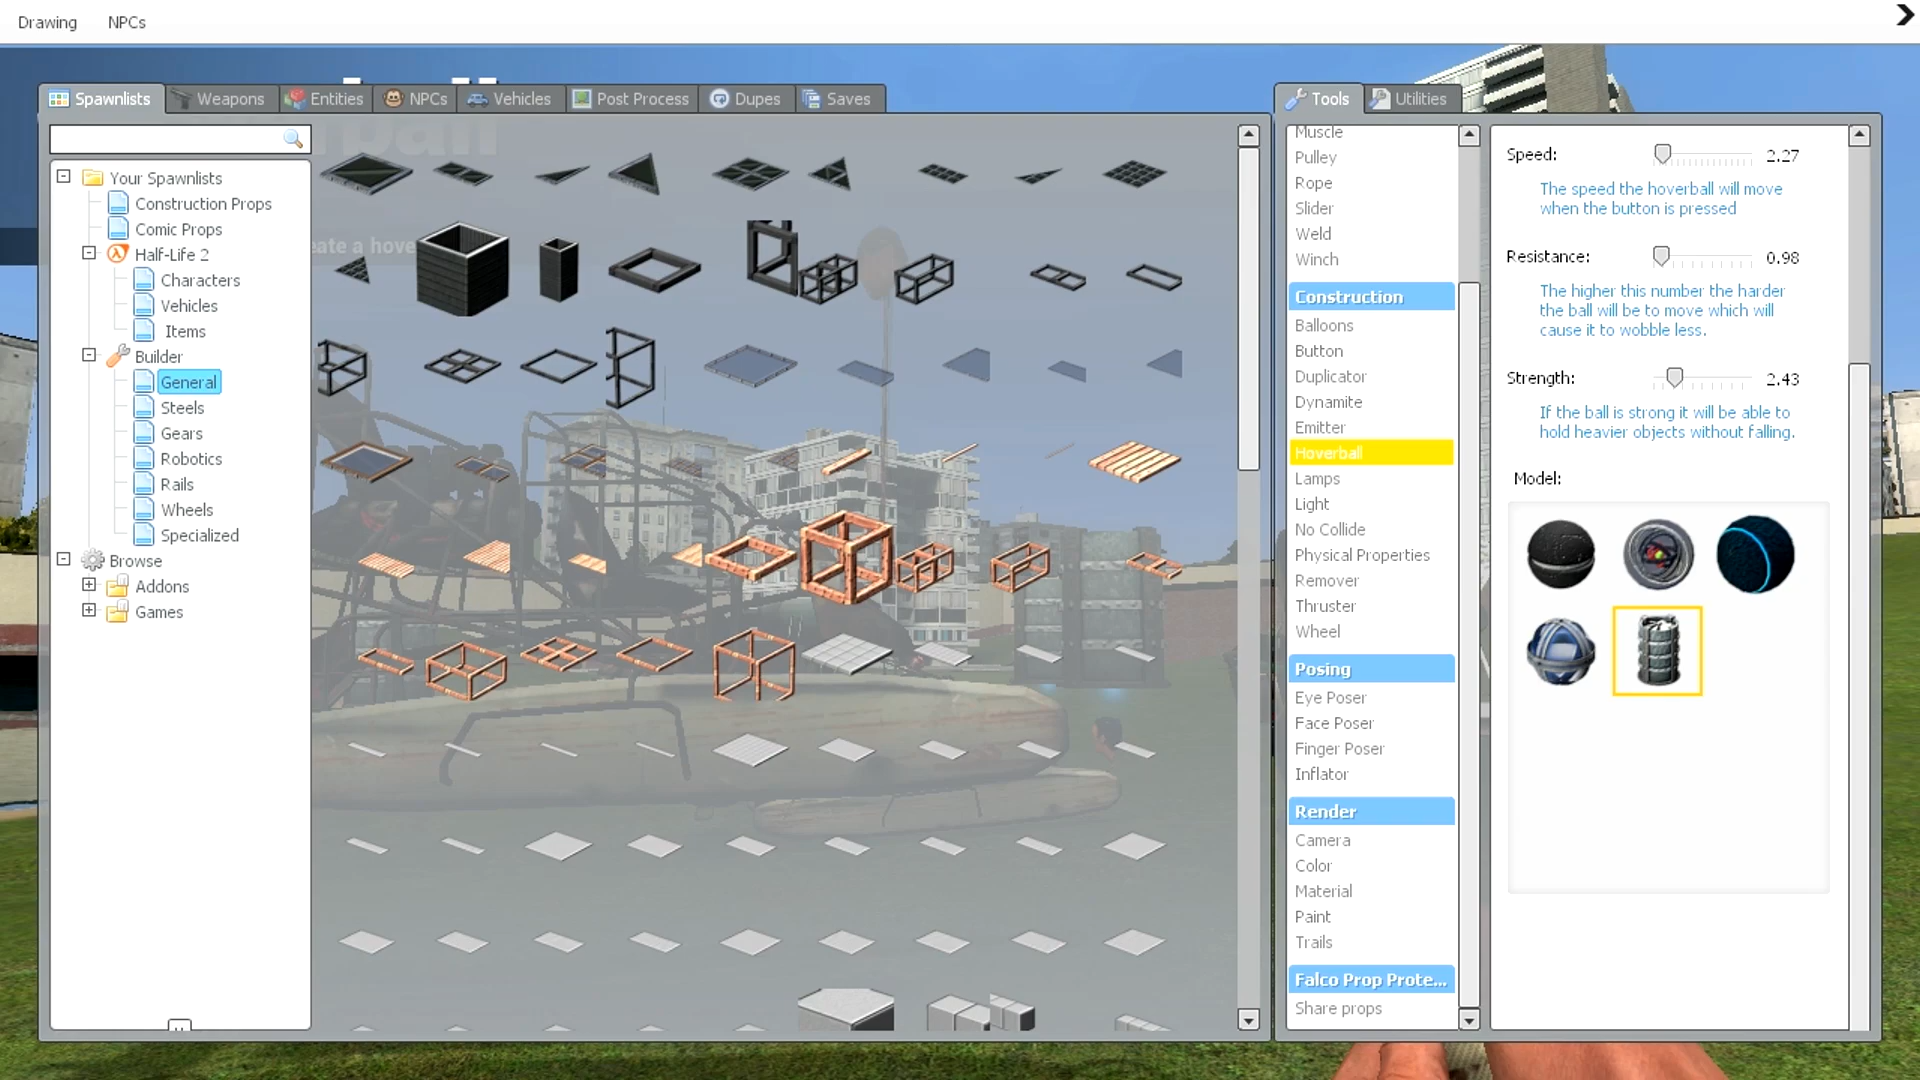 Drawing NPCs
Spawnlists Weapons Entities NPCs Vehicles Post Process Dupes Saves
Your Spawnlists
Construction Props
Comic Props
Half-Life 2
Characters
Vehicles
Items
Builder
General
Steels
Gears
Robotics
Rails
Wheels
Specialized
Browse
Addons
Games
eate a hove
Tools Utilities
Muscle
Pulley
Rope
Slider
Weld
Winch
Construction
Balloons
Button
Duplicator
Dynamite
Emitter
Hoverball
Lamps
Light
No Collide
Physical Properties
Remover
Thruster
Wheel
Posing
Eye Poser
Face Poser
Finger Poser
Inflator
Render
Camera
Color
Material
Paint
Trails
Falco Prop Prote...
Share props
Speed: 2.27
The speed the hoverball will move
when the button is pressed
Resistance: 0.98
The higher this number the harder
the ball will be to move which will
cause it to wobble less.
Strength: 2.43
If the ball is strong it will be able to
hold heavier objects without falling.
Model: